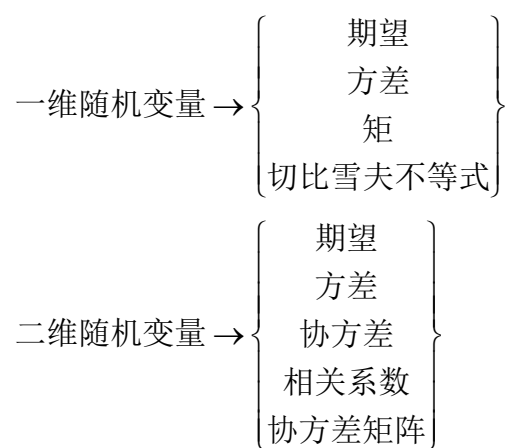 期望
方差
一维随机变量→
矩
切比雪夫不等式
期望
方差
二维随机变量→ 协方差
相关系数
协方差矩阵